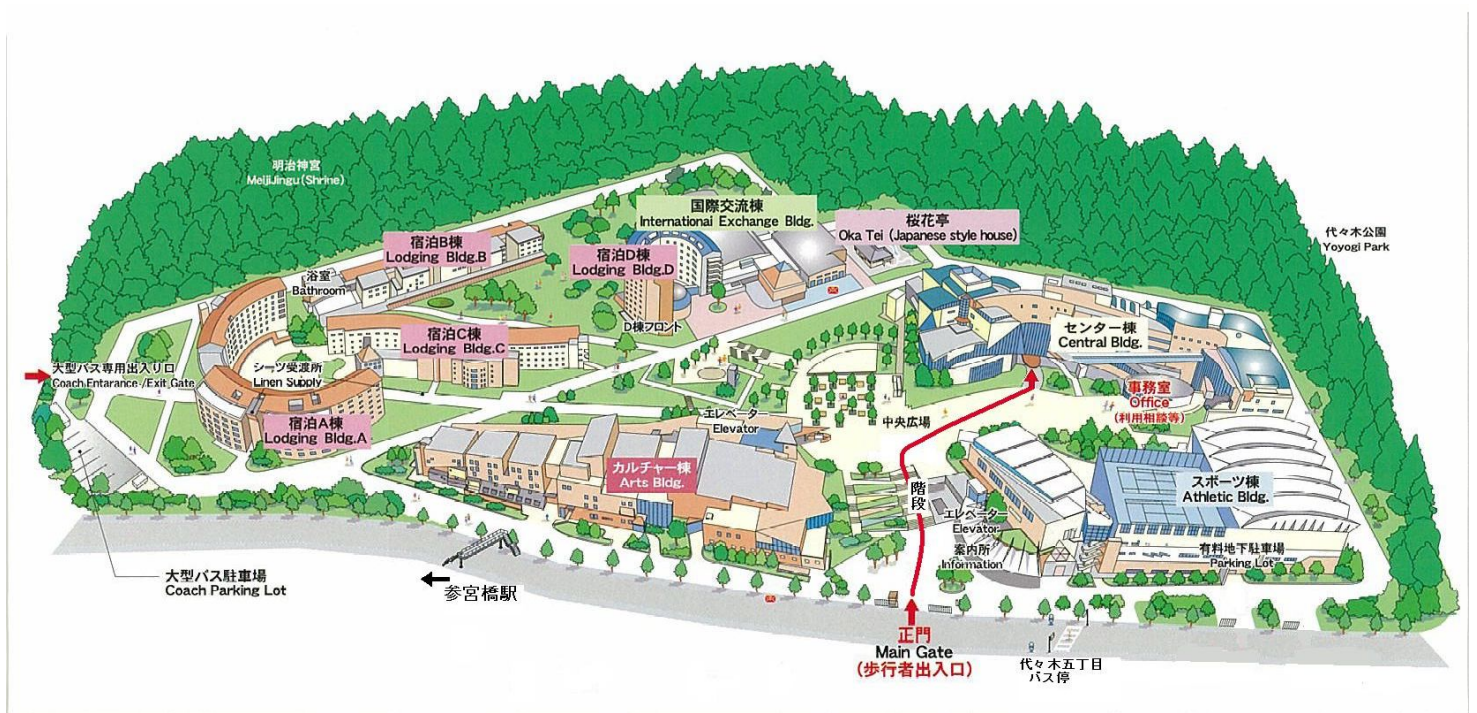 明治神宮
MeijiJingu (Shrine)
国際交流棟
International Exchange Bldg.
桜花亭
Oka Tei (Japanese style house)
代々木公園
Yoyogi Park
宿泊B棟
Lodging Bldg.B
宿泊D棟
Lodging Bldg.D
浴室
Bathroom
D棟フロント
センター棟
Central Bldg.
宿泊C棟
Lodging Bldg.C
大型バス専用出入り口
Coach Entarance /Exit Gate
シーツ受渡所
Linen Supply
事務室
Office
(利用相談等)
宿泊A棟
Lodging Bldg.A
エレベーター
Elevator
中央広場
カルチャー棟
Arts Bldg.
階段
スポーツ棟
Athletic Bldg.
エレベーター
Elevator
案内所
Information
有料地下駐車場
Parking Lot
大型バス駐車場
Coach Parking Lot
参宮橋駅
正門
Main Gate
(歩行者出入口)
代々木五丁目
バス停